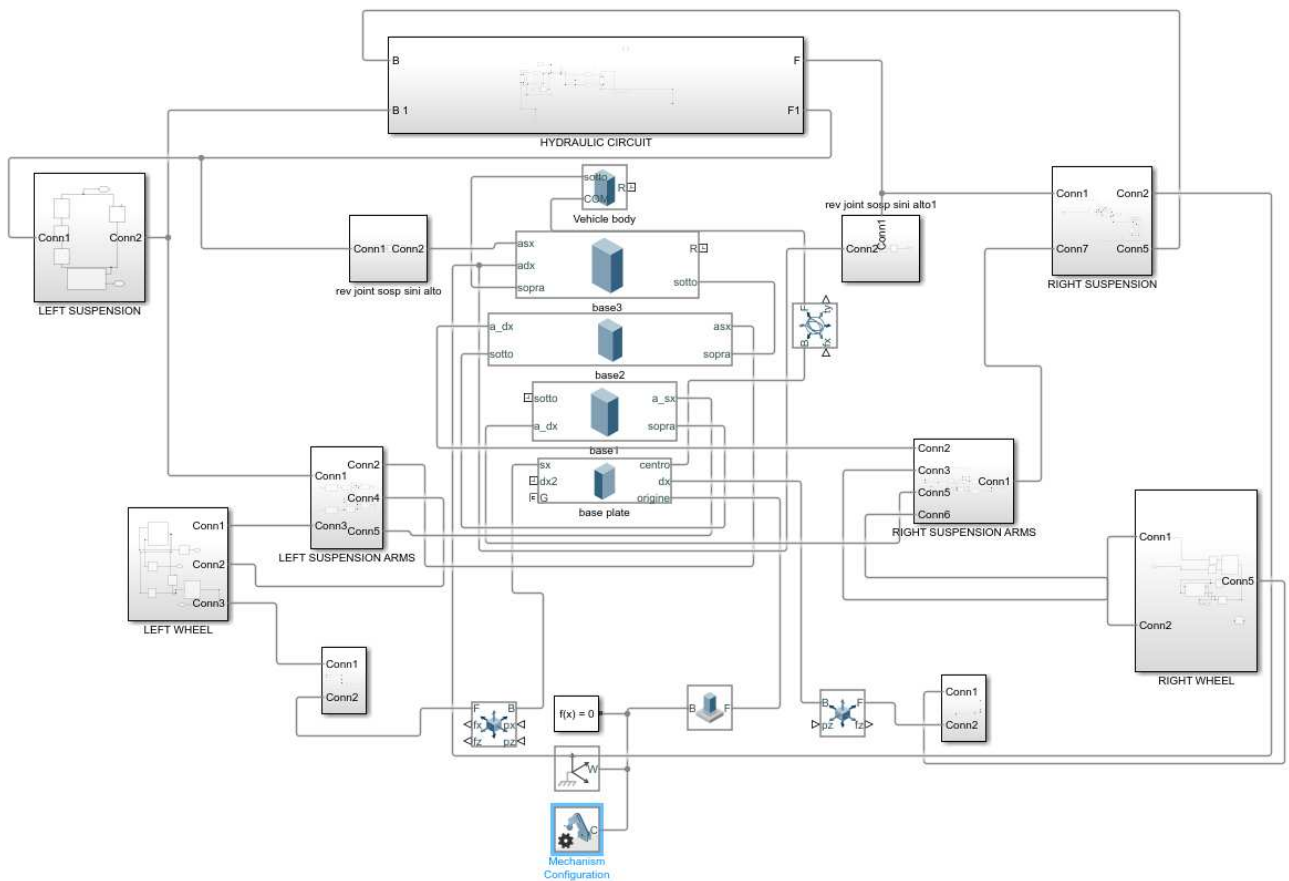 B
F
B 1
F1
HYDRAULIC CIRCUIT
sotto
R
COM
Vehicle body
Conn1
Conn2
LEFT SUSPENSION
Conn1
Conn2
rev joint sosp sini alto
asx
R
adx
sopra
sotto
base3
rev joint sosp sini alto1
Conn1
Conn2
Conn1
Conn2
Conn7
Conn5
RIGHT SUSPENSION
F
ty
B
fx
a_dx
asx
sotto
sopra
base2
sotto
a_sx
a_dx
sopra
base1
sx
centro
dx2
dx
G
origine
base plate
Conn1
Conn2
Conn4
Conn3
Conn5
LEFT SUSPENSION ARMS
Conn2
Conn3
Conn1
Conn5
Conn6
RIGHT SUSPENSION ARMS
Conn1
Conn2
Conn3
LEFT WHEEL
Conn1
Conn5
Conn2
RIGHT WHEEL
Conn1
Conn2
F
B
fx
px
fz
pz
f(x) = 0
B
F
B
F
pz
fz
Conn1
Conn2
W
C
Mechanism
Configuration